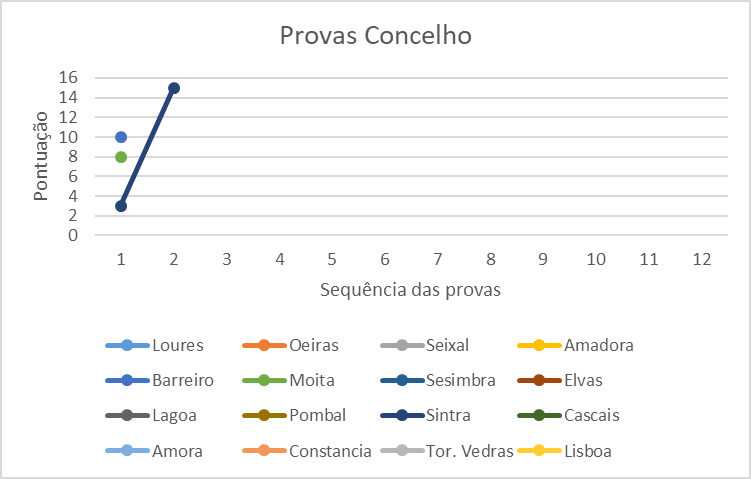 Provas Concelho
Pontuação
16
14
12
10
8
6
4
2
0
1 2 3 4 5 6 7 8 9 10 11 12
Sequência das provas
Loures Oeiras Seixal Amadora
Barreiro Moita Sesimbra Elvas
Lagoa Pombal Sintra Cascais
Amora Constancia Tor. Vedras Lisboa